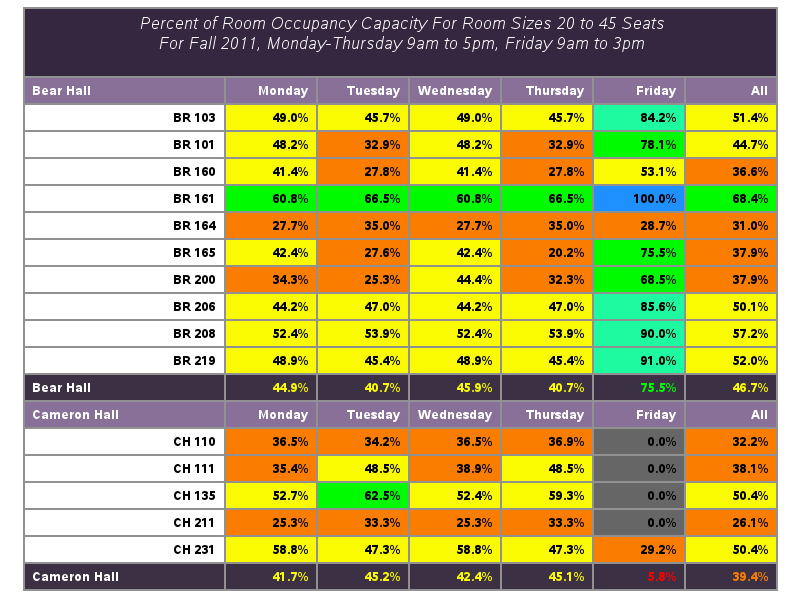 Percent of Room Occupancy Capacity For Room Sizes 20 to 45 Seats
For Fall 2011, Monday-Thursday 9am to 5pm, Friday 9am to 3pm
Bear Hall Monday Tuesday Wednesday Thursday Friday All
BR 103 49.0% 45.7% 49.0% 45.7% 84.2% 51.4%
BR 101 48.2% 32.9% 48.2% 32.9% 78.1% 44.7%
BR 160 41.4% 27.8% 41.4% 27.8% 53.1% 36.6%
BR 161 60.8% 66.5% 60.8% 66.5% 100.0% 68.4%
BR 164 27.7% 35.0% 27.7% 35.0% 28.7% 31.0%
BR 165 42.4% 27.6% 42.4% 20.2% 75.5% 37.9%
BR 200 34.3% 25.3% 44.4% 32.3% 68.5% 37.9%
BR 206 44.2% 47.0% 44.2% 47.0% 85.6% 50.1%
BR 208 52.4% 53.9% 52.4% 53.9% 90.0% 57.2%
BR 219 48.9% 45.4% 48.9% 45.4% 91.0% 52.0%
Bear Hall 44.9% 40.7% 45.9% 40.7% 75.5% 46.7%
Cameron Hall Monday Tuesday Wednesday Thursday Friday All
CH 110 36.5% 34.2% 36.5% 36.9% 0.0% 32.2%
CH 111 35.4% 48.5% 38.9% 48.5% 0.0% 38.1%
CH 135 52.7% 62.5% 52.4% 59.3% 0.0% 50.4%
CH 211 25.3% 33.3% 25.3% 33.3% 0.0% 26.1%
CH 231 58.8% 47.3% 58.8% 47.3% 29.2% 50.4%
Cameron Hall 41.7% 45.2% 42.4% 45.1% 5.8% 39.4%